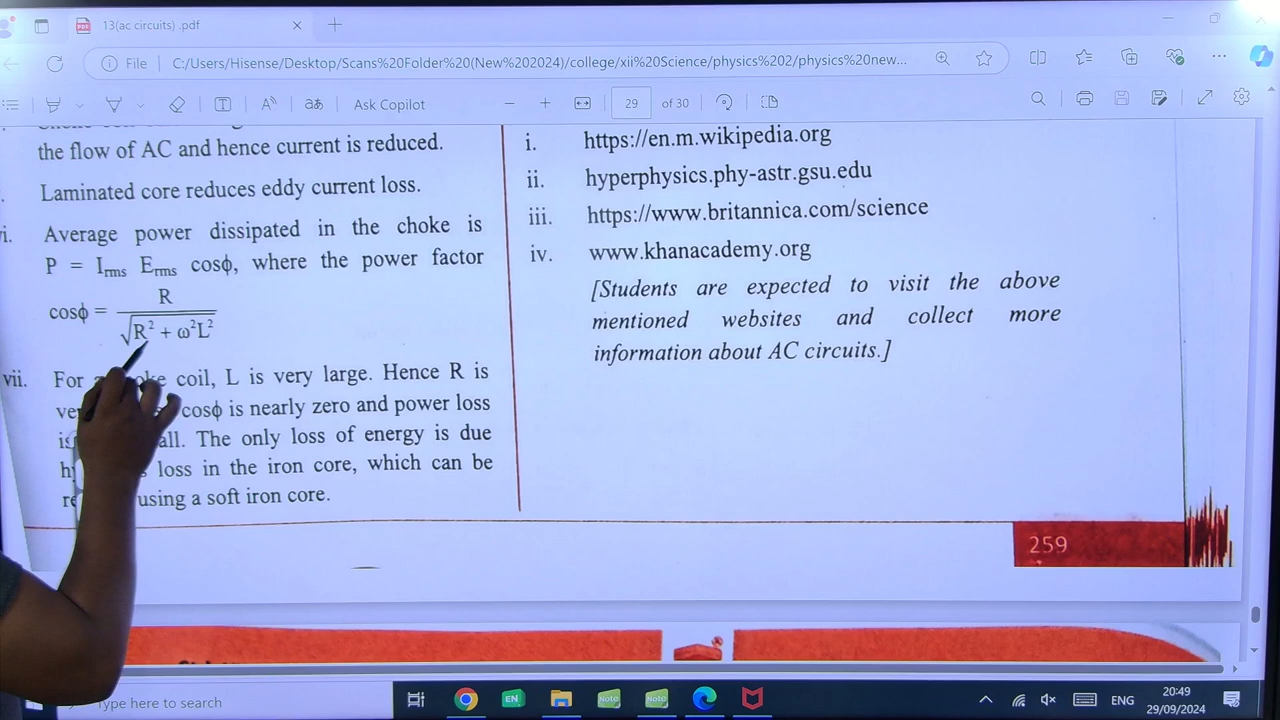 13(ac circuits) .pdf
File
C:/Users/Hisense/Desktop/Scans%20Folder%20(New%202024)/college/xii%20Science/physics%202/physics%20new...
Ask Copilot
29 of 30
the flow of AC and hence current is reduced.
Laminated core reduces eddy current loss.
Average power dissipated in the choke is
P = Irms Erms cosϕ, where the power factor
cosϕ = R / √R² + ω²L²
vii. For a choke coil, L is very large. Hence R is
cosϕ is nearly zero and power loss
The only loss of energy is due
loss in the iron core, which can be
using a soft iron core.
i. https://en.m.wikipedia.org
ii. hyperphysics.phy-astr.gsu.edu
iii. https://www.britannica.com/science
iv. www.khanacademy.org
[Students are expected to visit the above
mentioned websites and collect more
information about AC circuits.]
259
Type here to search
EN
Note
Note
ENG
20:49
29/09/2024